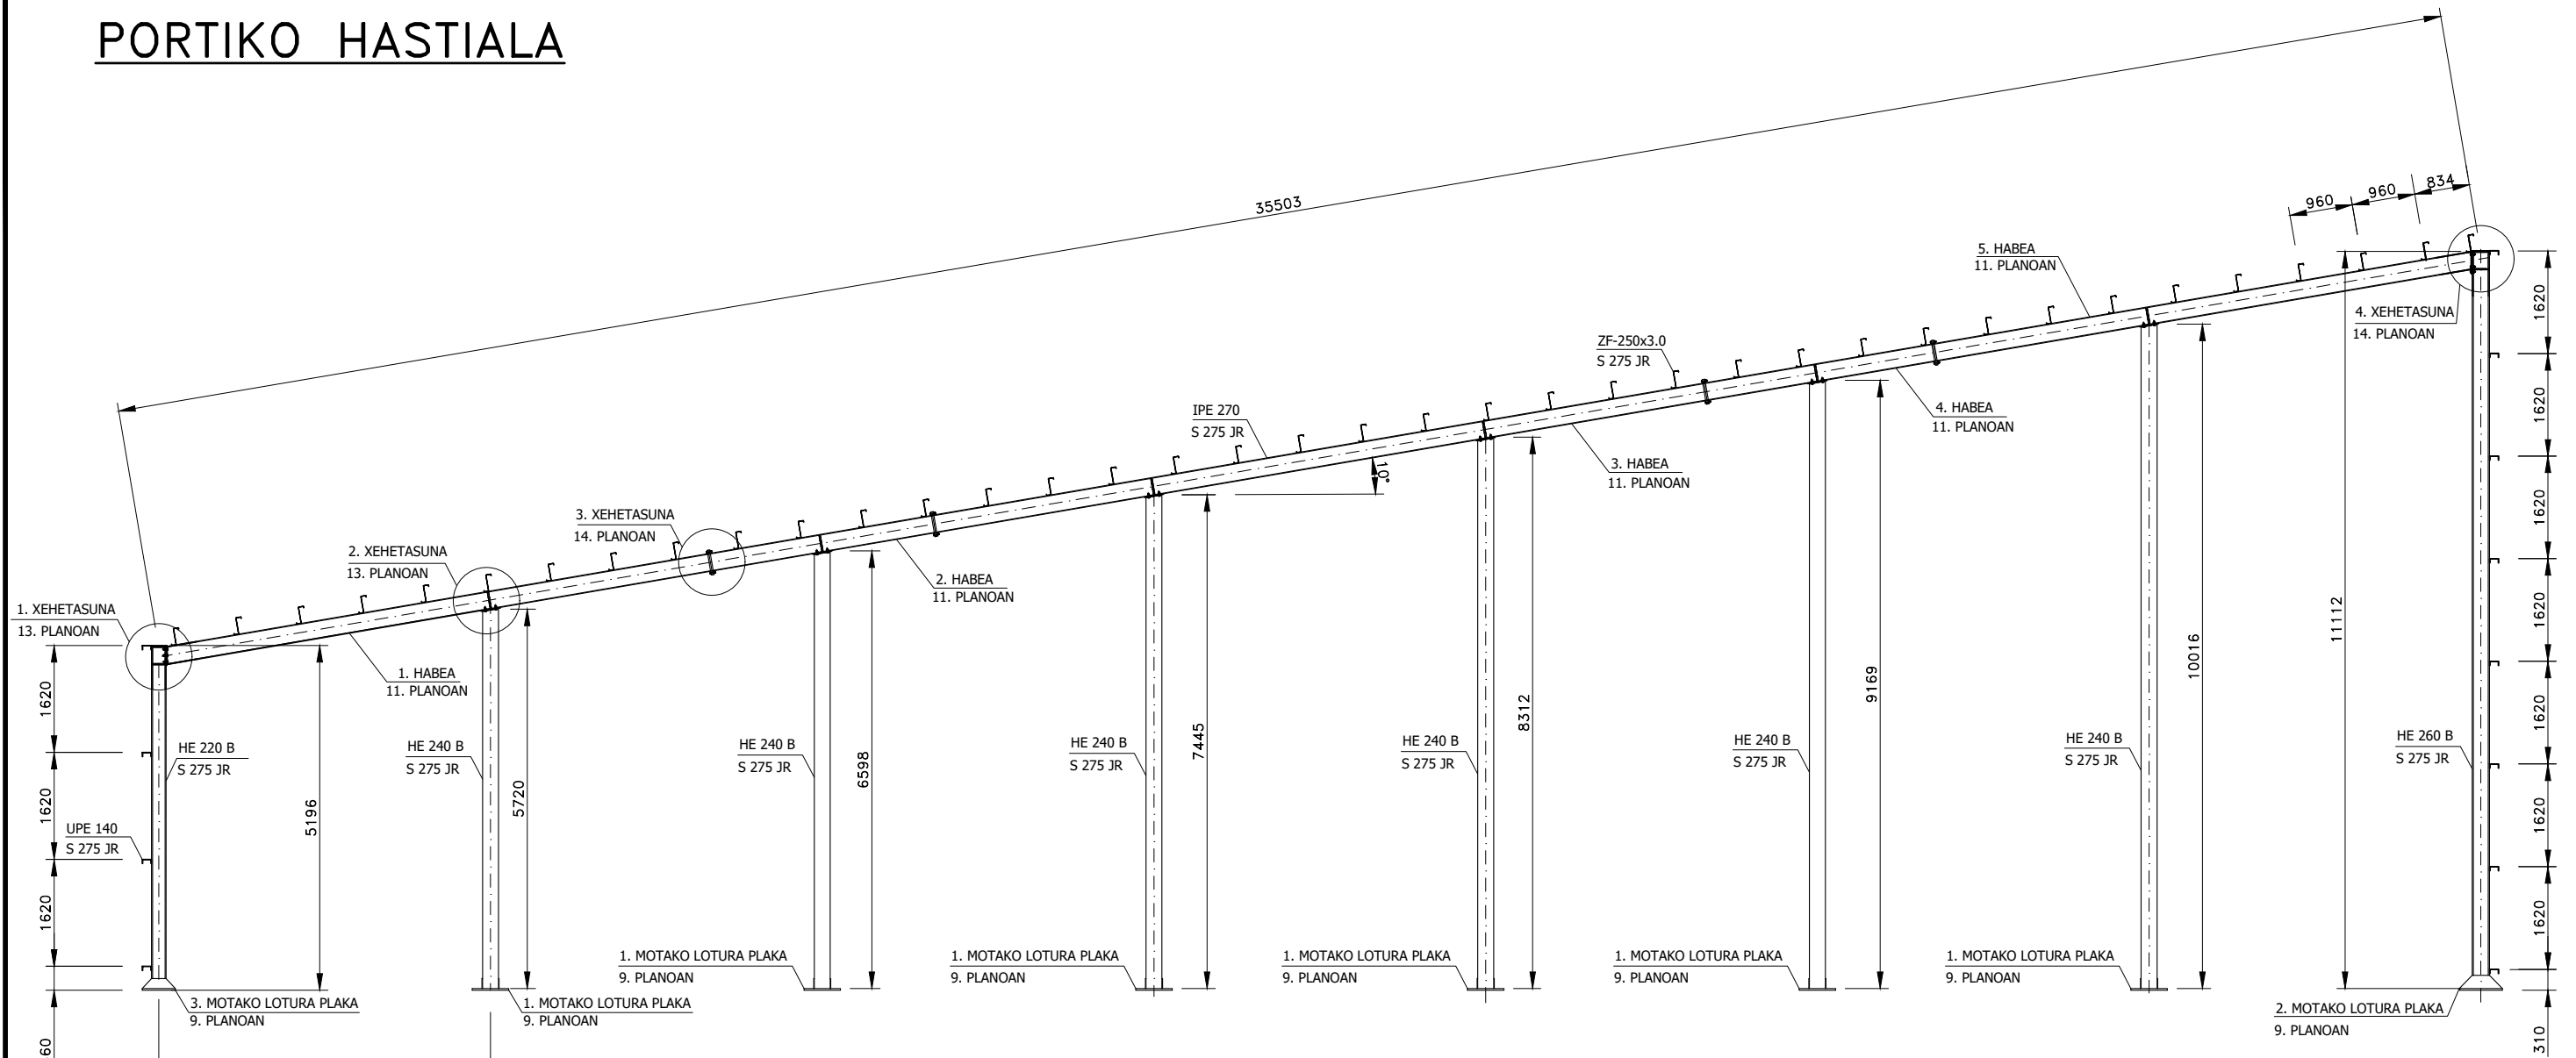 PORTIKO HASTIALA
35503
960
960
834
5. HABEA
11. PLANOAN
4. XEHETASUNA
14. PLANOAN
ZF-250x3.0
S 275 JR
IPE 270
S 275 JR
10°
4. HABEA
11. PLANOAN
3. HABEA
11. PLANOAN
3. XEHETASUNA
14. PLANOAN
2. XEHETASUNA
13. PLANOAN
2. HABEA
11. PLANOAN
1. XEHETASUNA
13. PLANOAN
1. HABEA
11. PLANOAN
1620
1620
1620
60
UPE 140
S 275 JR
HE 220 B
S 275 JR
5196
HE 240 B
S 275 JR
5720
HE 240 B
S 275 JR
6598
HE 240 B
S 275 JR
7445
HE 240 B
S 275 JR
8312
HE 240 B
S 275 JR
9169
HE 240 B
S 275 JR
10016
11112
HE 260 B
S 275 JR
1620
1620
1620
1620
1620
1620
1620
310
3. MOTAKO LOTURA PLAKA
9. PLANOAN
1. MOTAKO LOTURA PLAKA
9. PLANOAN
1. MOTAKO LOTURA PLAKA
9. PLANOAN
1. MOTAKO LOTURA PLAKA
9. PLANOAN
1. MOTAKO LOTURA PLAKA
9. PLANOAN
1. MOTAKO LOTURA PLAKA
9. PLANOAN
1. MOTAKO LOTURA PLAKA
9. PLANOAN
2. MOTAKO LOTURA PLAKA
9. PLANOAN